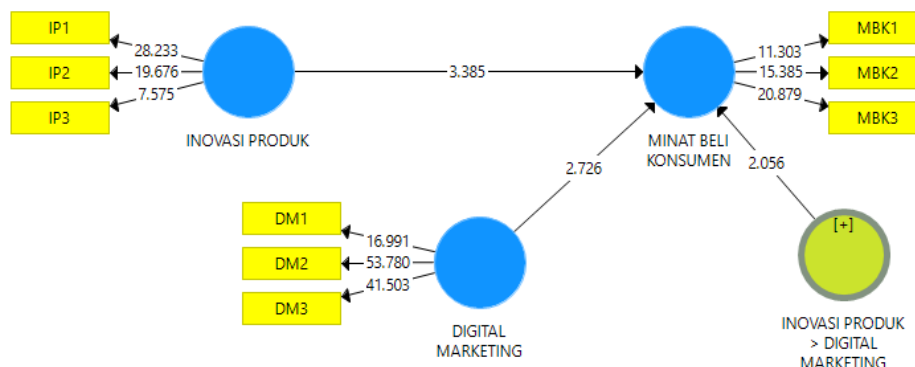 IP1
IP2
IP3
28.233
19.676
7.575
INOVASI PRODUK
3.385
MINAT BELI
KONSUMEN
11.303
15.385
20.879
MBK1
MBK2
MBK3
2.726
2.056
DM1
DM2
DM3
16.991
53.780
41.503
DIGITAL
MARKETING
[+]
INOVASI PRODUK
> DIGITAL
MARKETING